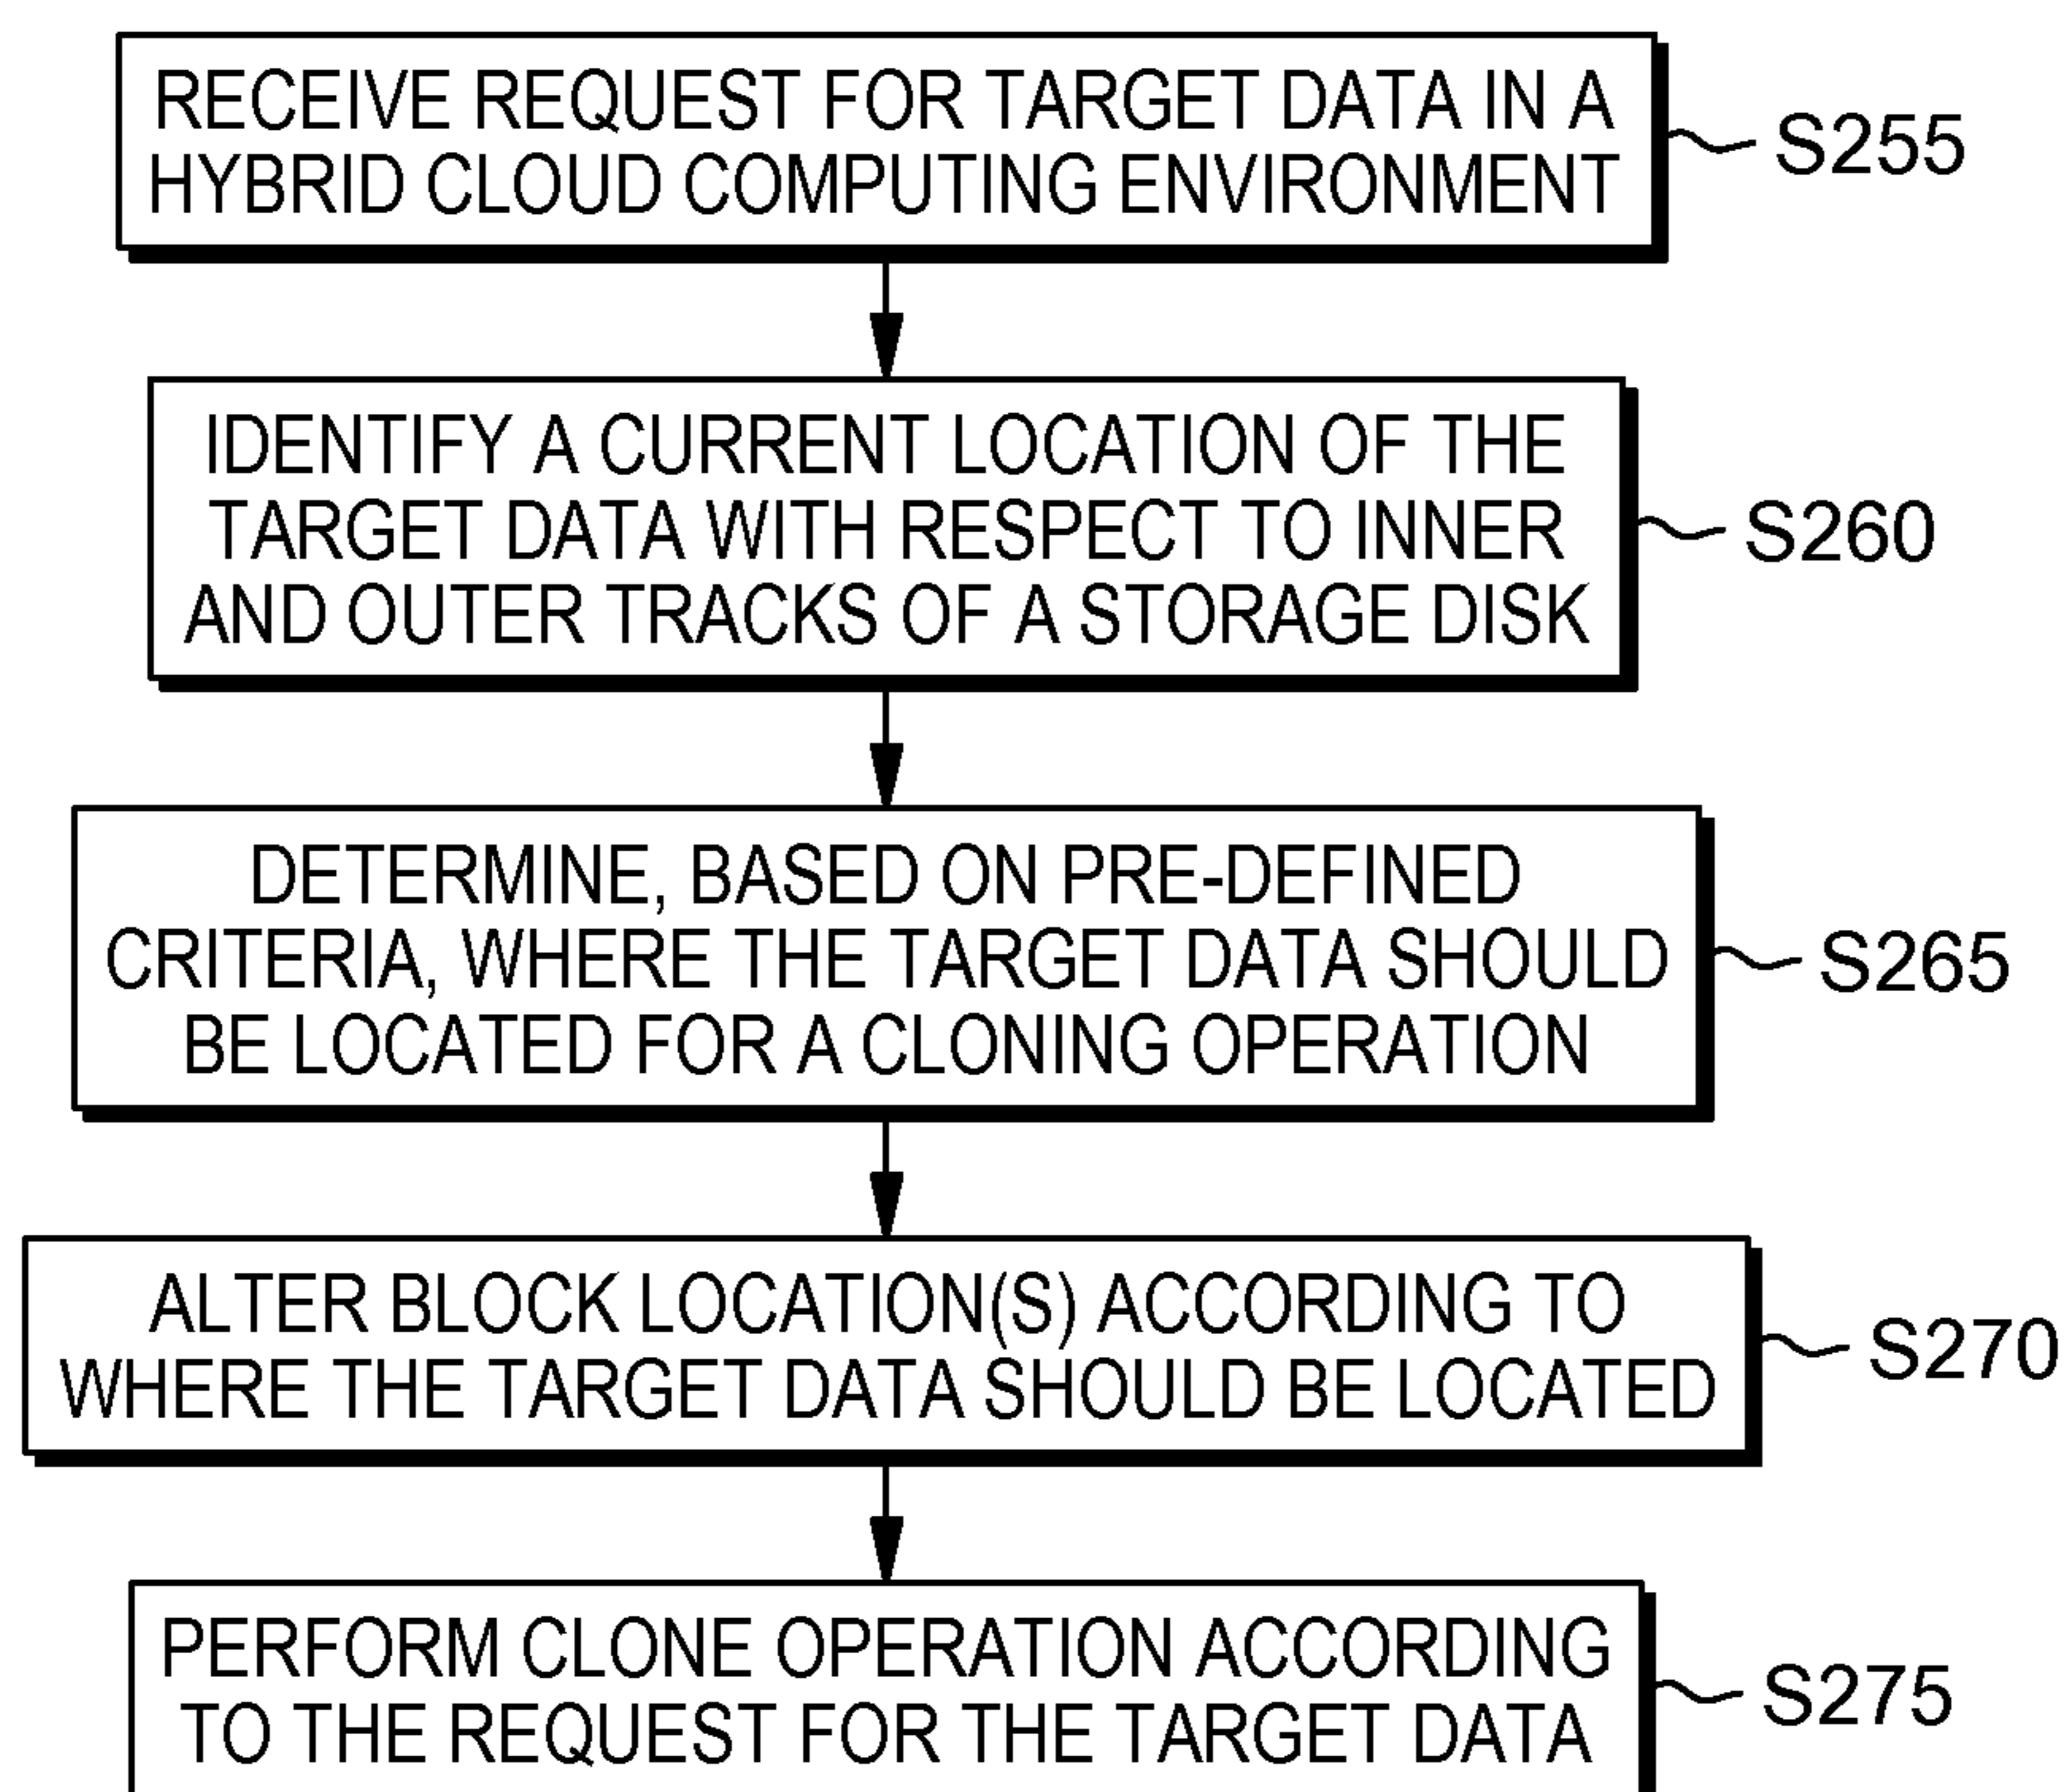 RECEIVE REQUEST FOR TARGET DATA IN A
HYBRID CLOUD COMPUTING ENVIRONMENT
S255
IDENTIFY A CURRENT LOCATION OF THE
TARGET DATA WITH RESPECT TO INNER
AND OUTER TRACKS OF A STORAGE DISK
S260
DETERMINE, BASED ON PRE-DEFINED
CRITERIA, WHERE THE TARGET DATA SHOULD
BE LOCATED FOR A CLONING OPERATION
S265
ALTER BLOCK LOCATION(S) ACCORDING TO
WHERE THE TARGET DATA SHOULD BE LOCATED
S270
PERFORM CLONE OPERATION ACCORDING
TO THE REQUEST FOR THE TARGET DATA
S275